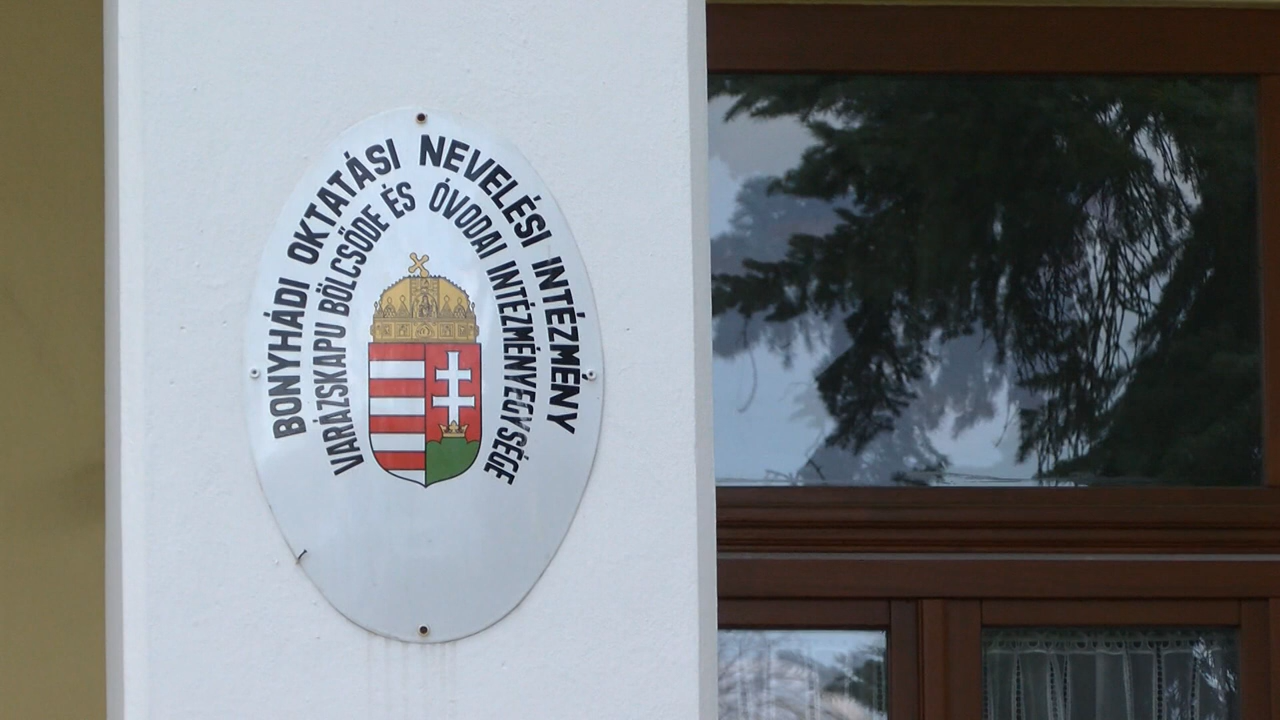 BONYHÁDI OKTATÁSI NEVELÉSI INTÉZMÉNY
VARÁZSKAPU BÖLCSŐDE ÉS ÓVODAI INTÉZMÉNYEGYSÉGE